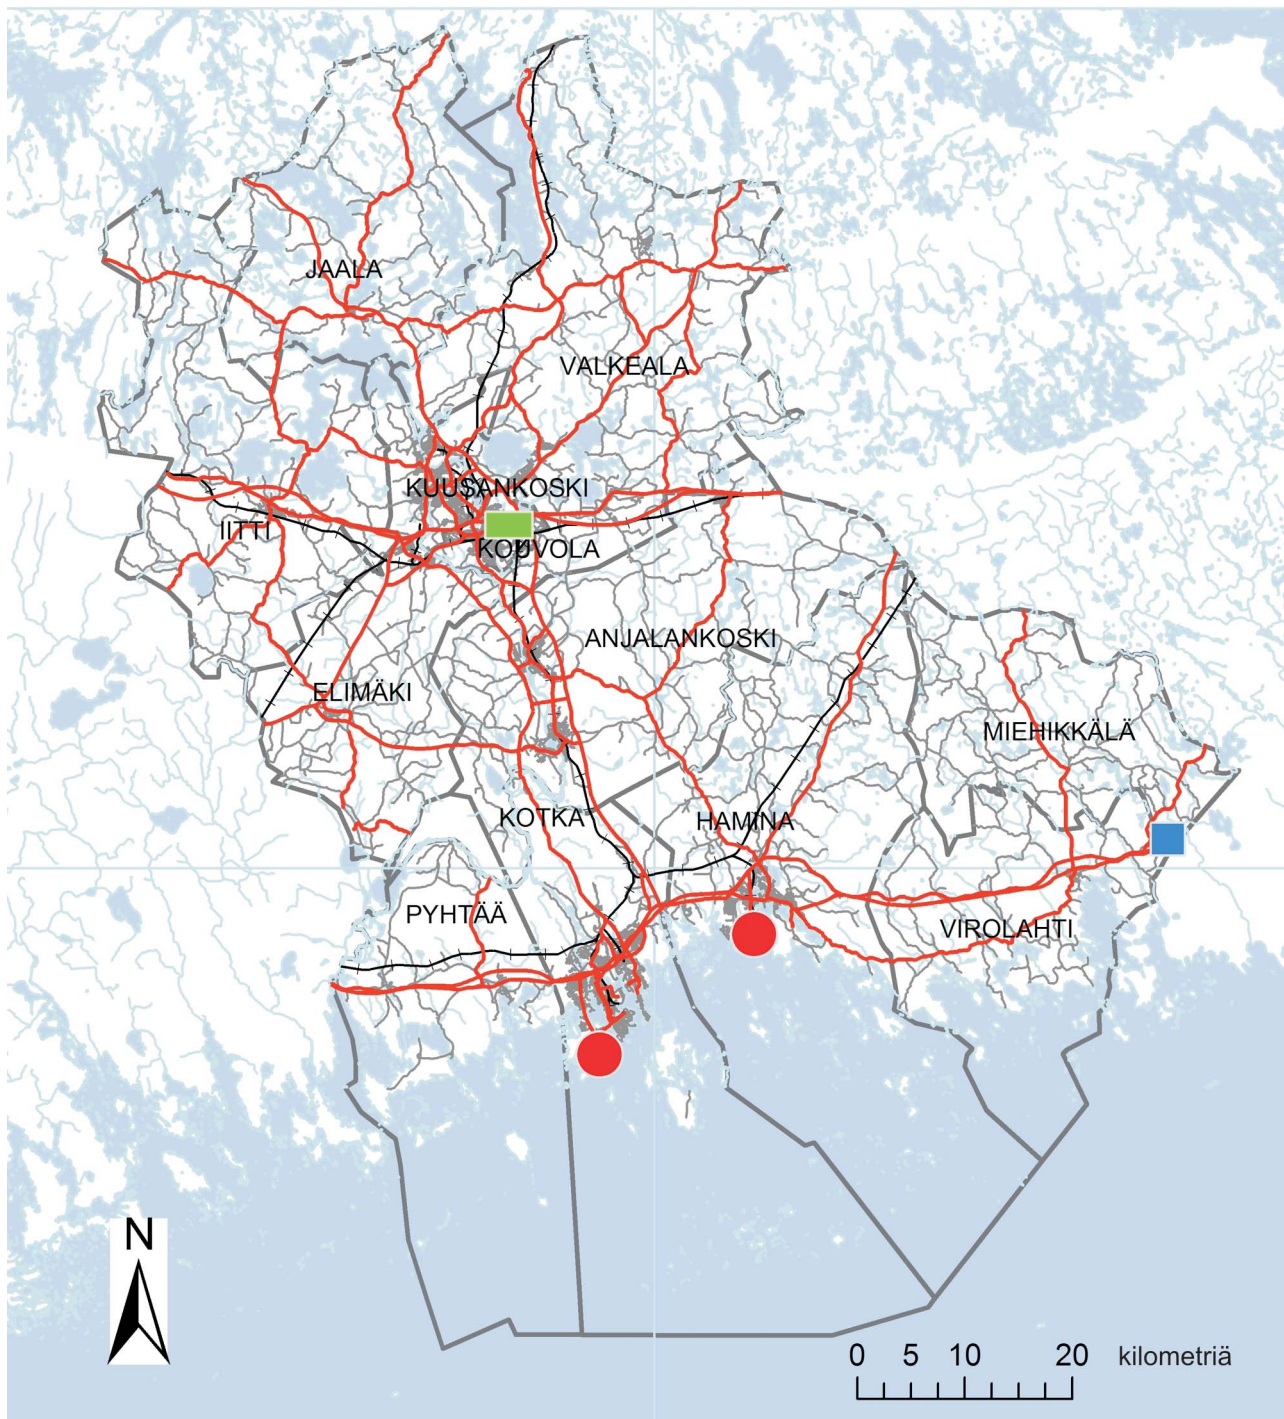 JAALA
VALKEALA
KUUSANKOSKI
IITTI
KOUVOLA
ANJALANKOSKI
ELIMÄKI
MIEHIKKÄLÄ
KOTKA
HAMINA
PYHTÄÄ
VIROLAHTI
N
0 5 10 20 kilometriä